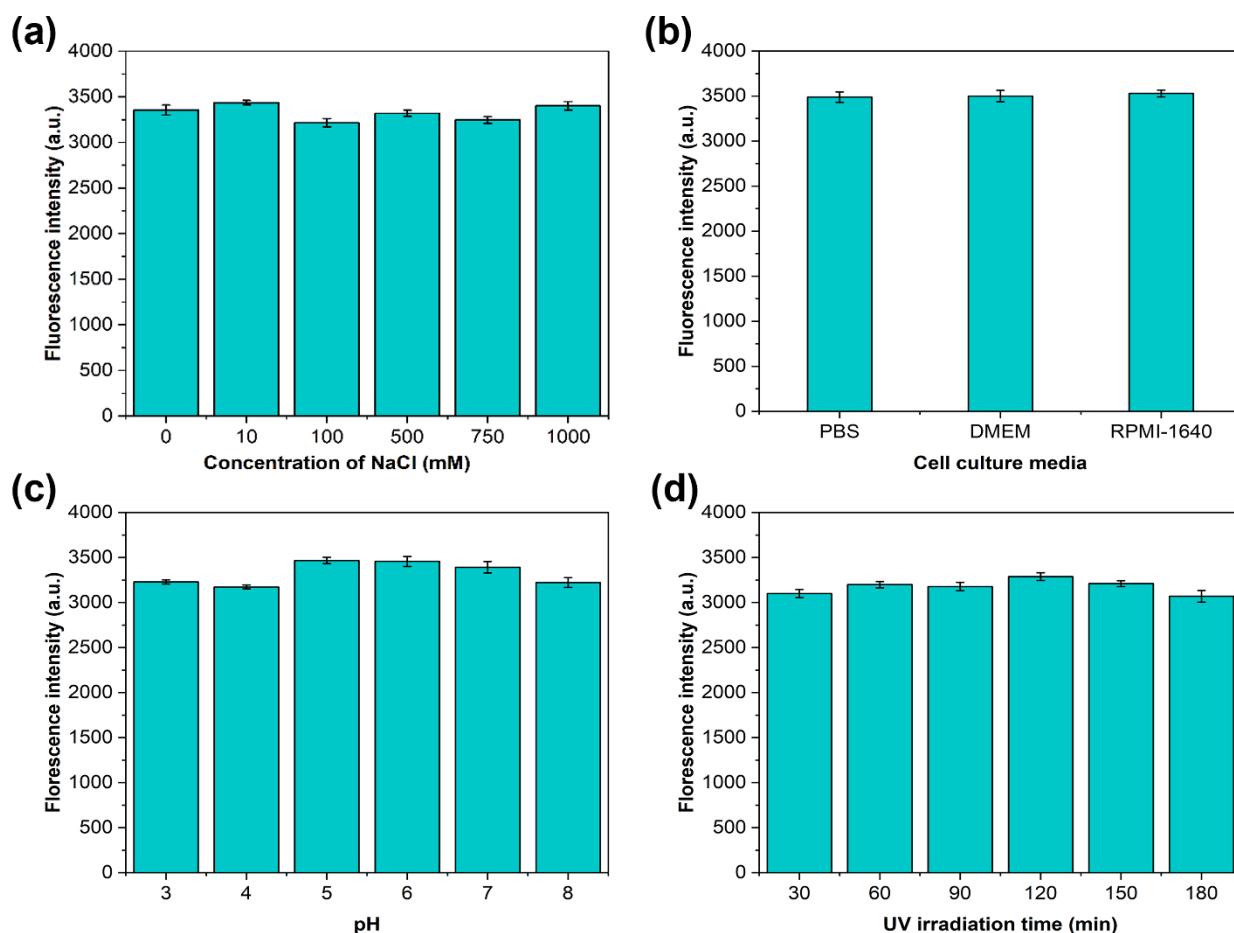 (a)
4000
3500
3000
2500
2000
1500
1000
500
0
Fluorescence intensity (a.u.)
0 10 100 500 750 1000
Concentration of NaCl (mM)
(b)
4000
3500
3000
2500
2000
1500
1000
500
0
Fluorescence intensity (a.u.)
PBS DMEM RPMI-1640
Cell culture media
(c)
4000
3500
3000
2500
2000
1500
1000
500
0
Florescence intensity (a.u.)
3 4 5 6 7 8
pH
(d)
4000
3500
3000
2500
2000
1500
1000
500
0
Florescence intensity (a.u.)
30 60 90 120 150 180
UV irradiation time (min)